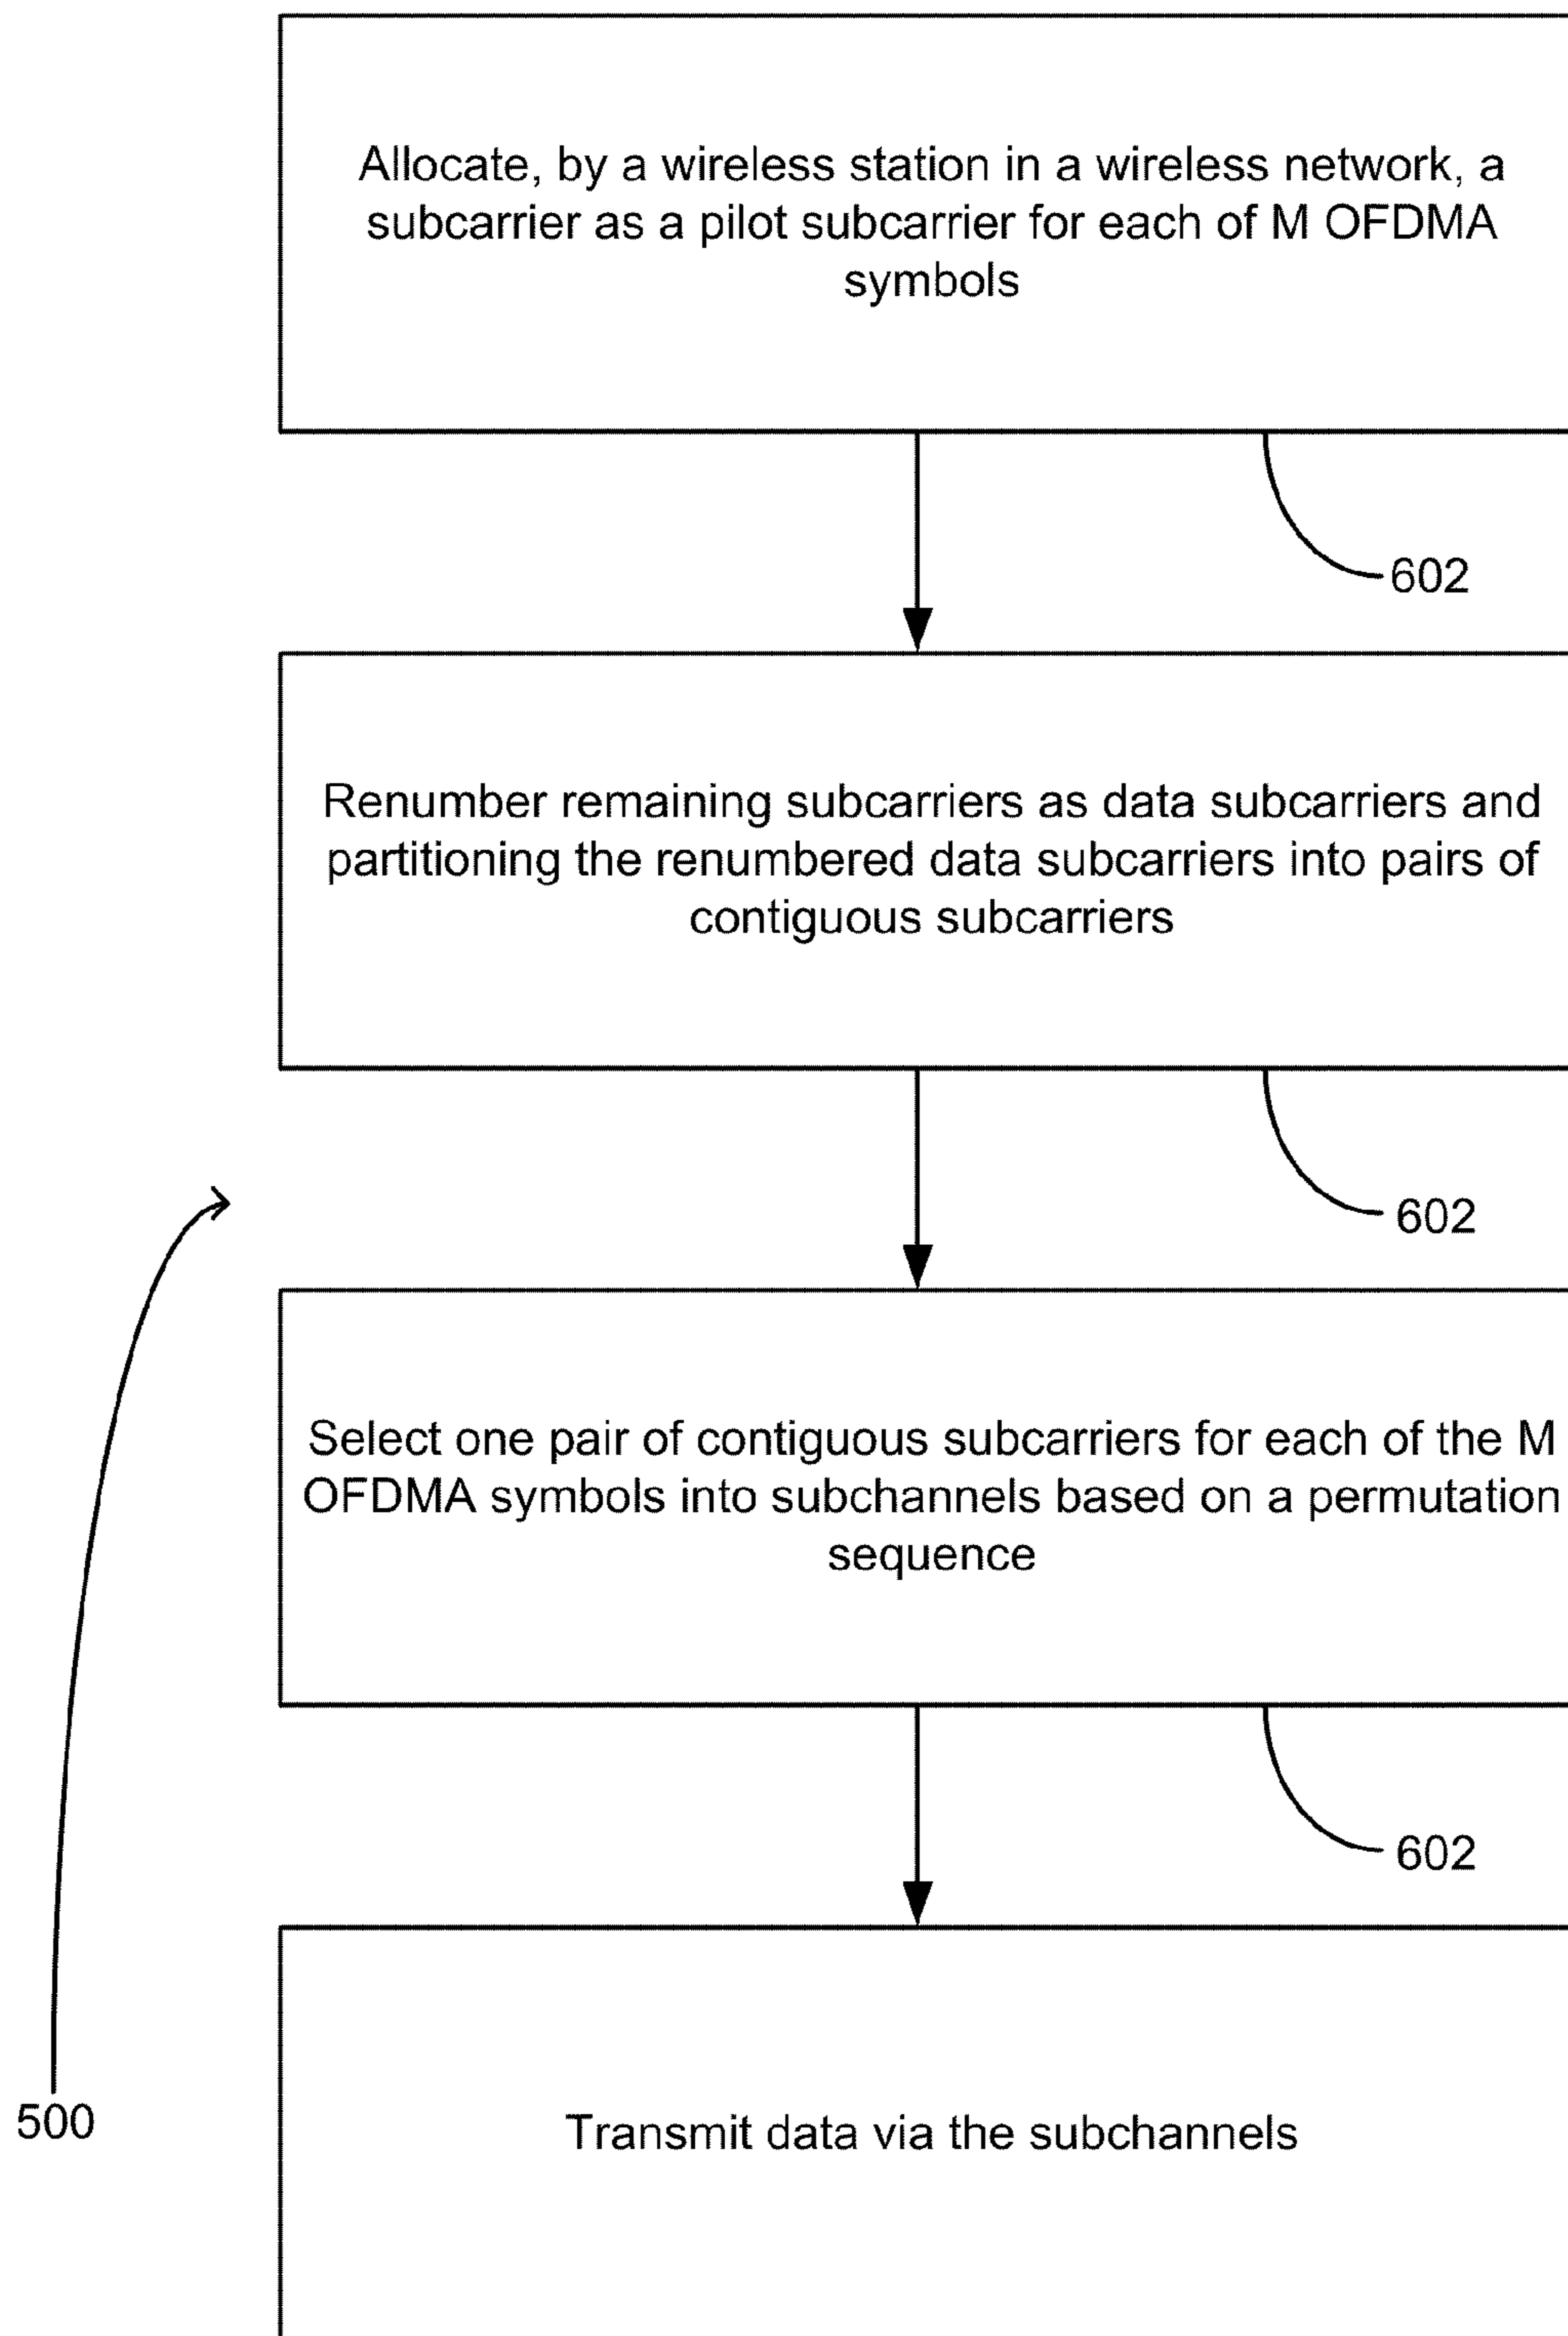 Allocate, by a wireless station in a wireless network, a
subcarrier as a pilot subcarrier for each of M OFDMA
symbols
602
Renumber remaining subcarriers as data subcarriers and
partitioning the renumbered data subcarriers into pairs of
contiguous subcarriers
602
Select one pair of contiguous subcarriers for each of the M
OFDMA symbols into subchannels based on a permutation
sequence
602
500
Transmit data via the subchannels